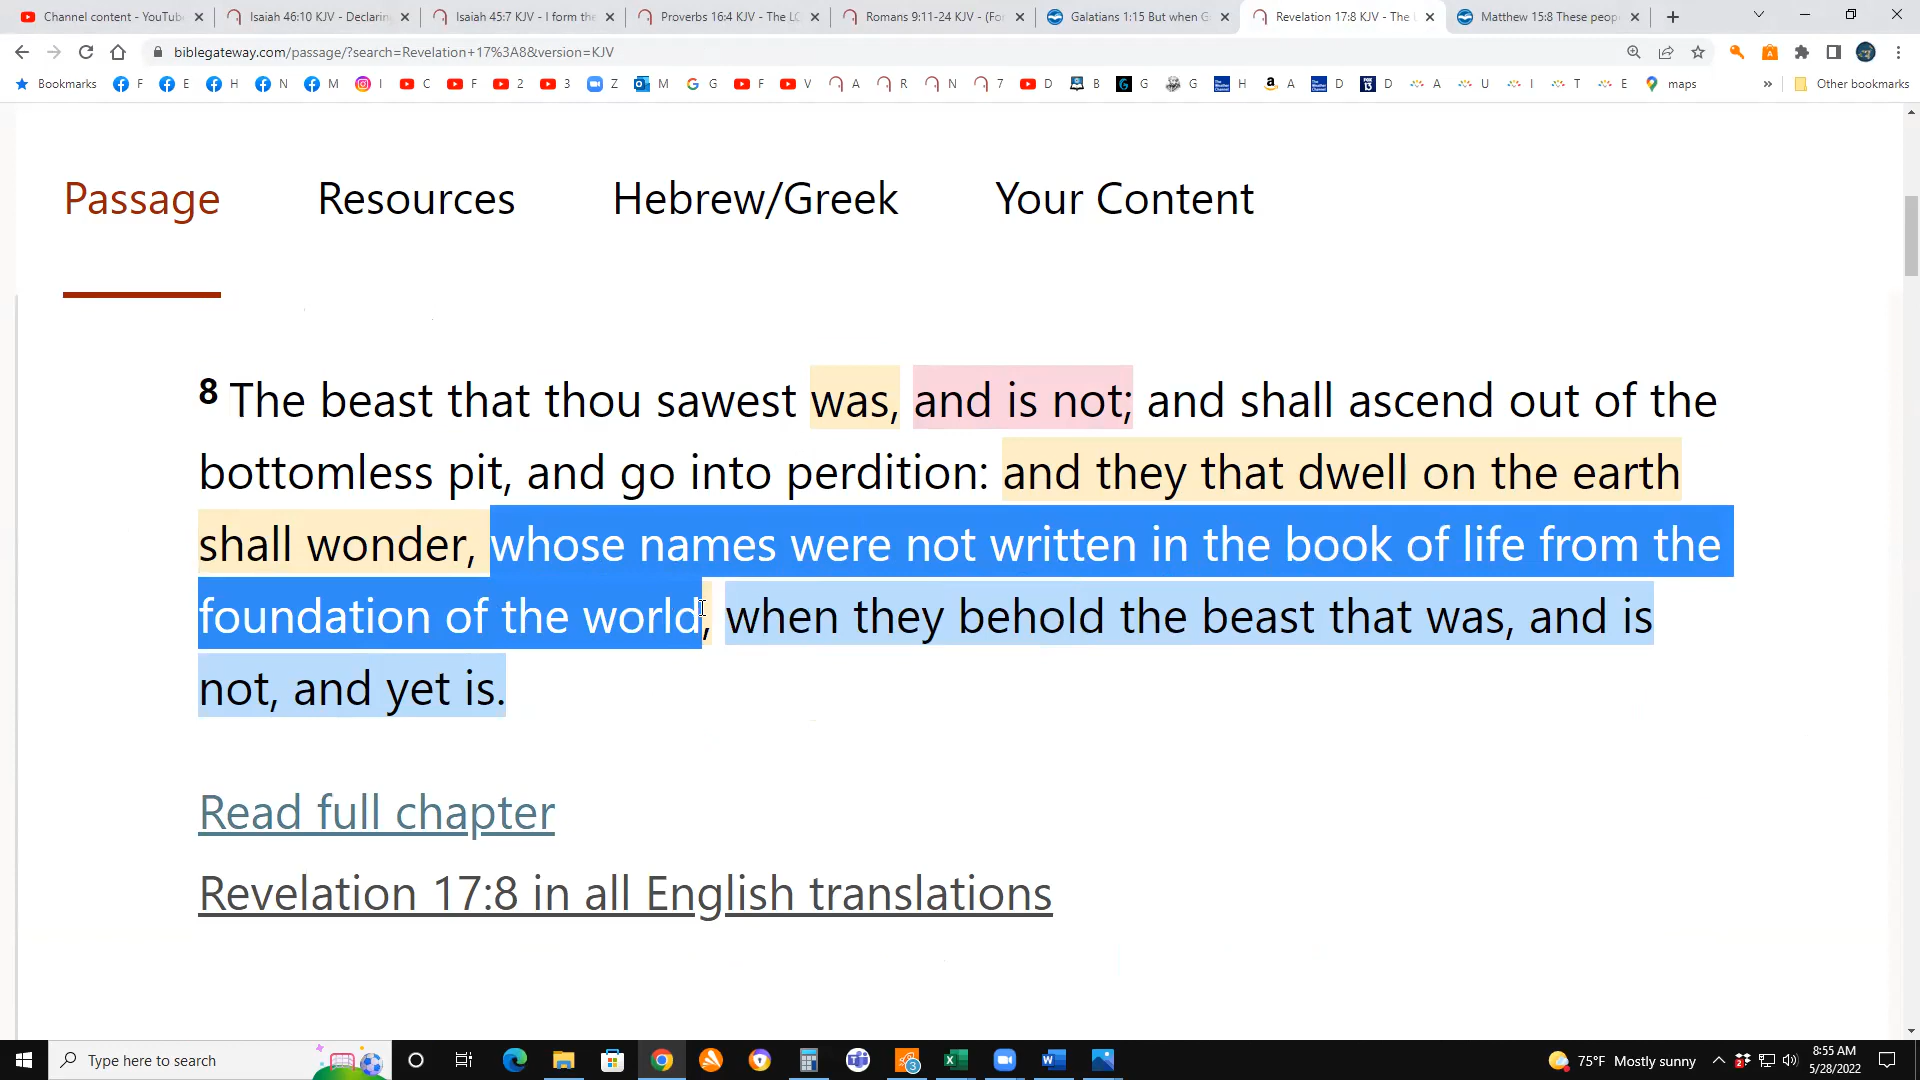 Channel content - YouTube
Isaiah 46:10 KJV - Declarin
Isaiah 45:7 KJV - I form the
Proverbs 16:4 KJV - The LO
Romans 9:11-24 KJV - (For
Galatians 1:15 But when G
Revelation 17:8 KJV - The
Matthew 15:8 These peop
biblegateway.com/passage/?search=Revelation+17%3A8&version=KJV
Bookmarks F E H N M I C F 2 3 Z M G F V A R N 7 D B G G H A D D A U I T E maps » Other bookmarks
Passage Resources Hebrew/Greek Your Content
8 The beast that thou sawest was, and is not; and shall ascend out of the
bottomless pit, and go into perdition: and they that dwell on the earth
shall wonder, whose names were not written in the book of life from the
foundation of the world, when they behold the beast that was, and is
not, and yet is.
Read full chapter
Revelation 17:8 in all English translations
Type here to search
3
75°F Mostly sunny
8:55 AM
5/28/2022